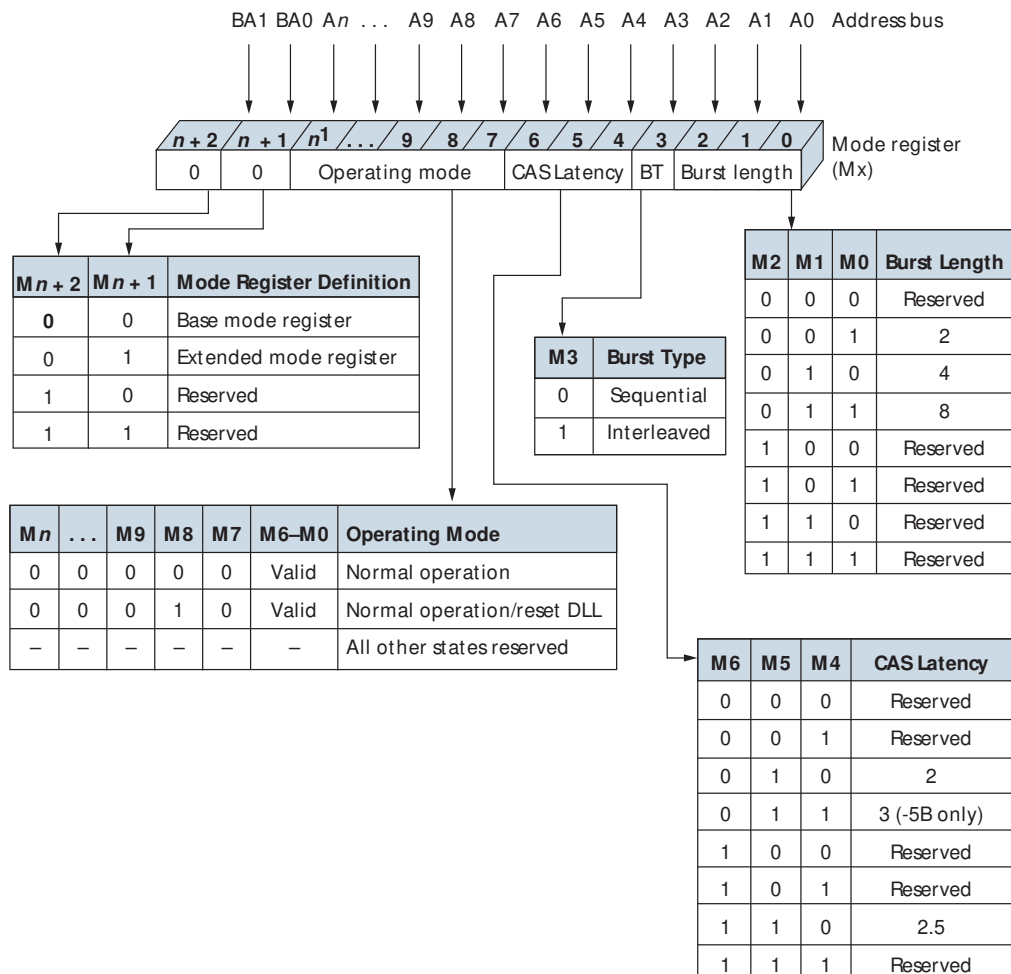 BA1 BA0 An ... A9 A8 A7 A6 A5 A4 A3 A2 A1 A0 Address bus
n + 2 n + 1 n1 ... 9 8 7 6 5 4 3 2 1 0
Mode register
(Mx)
0 0 Operating mode CAS Latency BT Burst length
Mn + 2 Mn + 1 Mode Register Definition
0 0 Base mode register
0 1 Extended mode register
1 0 Reserved
1 1 Reserved
M3 Burst Type
0 Sequential
1 Interleaved
M2 M1 M0 Burst Length
0 0 0 Reserved
0 0 1 2
0 1 0 4
0 1 1 8
1 0 0 Reserved
1 0 1 Reserved
1 1 0 Reserved
1 1 1 Reserved
Mn ... M9 M8 M7 M6–M0 Operating Mode
0 0 0 0 0 Valid Normal operation
0 0 0 1 0 Valid Normal operation/reset DLL
– – – – – – All other states reserved
M6 M5 M4 CAS Latency
0 0 0 Reserved
0 0 1 Reserved
0 1 0 2
0 1 1 3 (-5B only)
1 0 0 Reserved
1 0 1 Reserved
1 1 0 2.5
1 1 1 Reserved